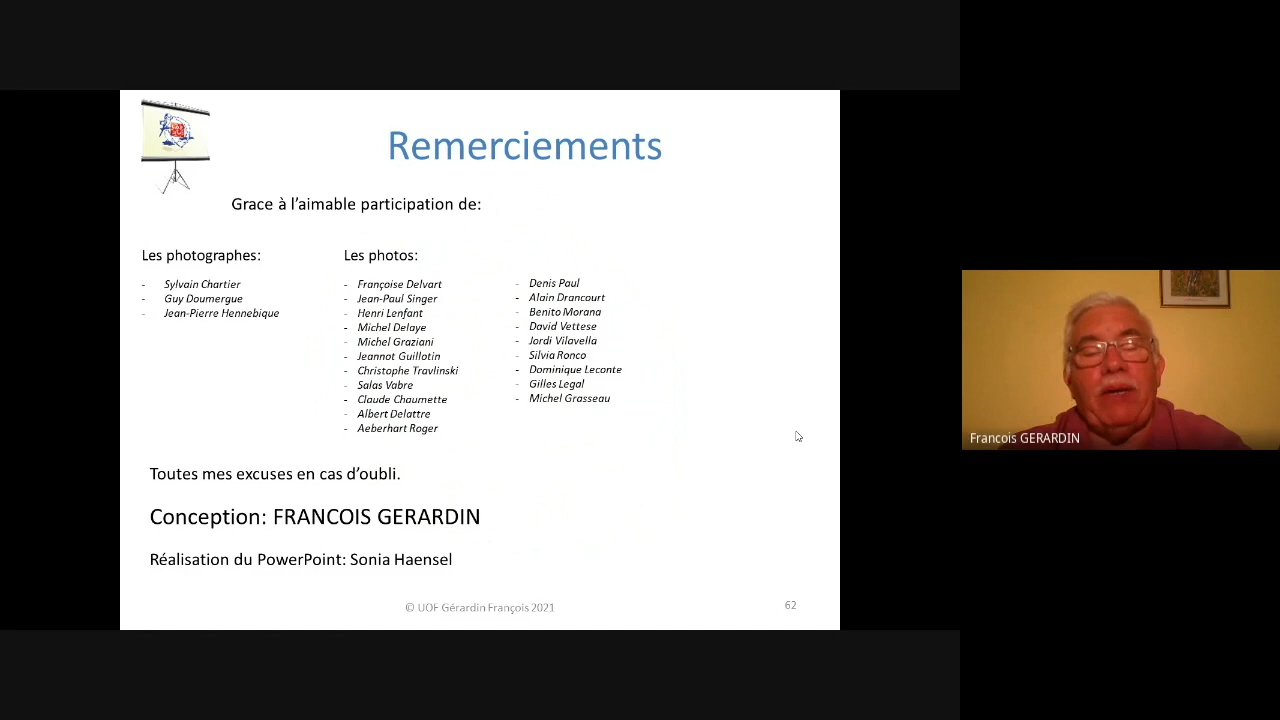 Remerciements
Grace à l’aimable participation de:
Les photographes:
- Sylvain Chartier
- Guy Doumergue
- Jean-Pierre Hennebique
Les photos:
- Françoise Delvart
- Jean-Paul Singer
- Henri Lenfant
- Michel Delaye
- Michel Graziani
- Jeannot Guillotin
- Christophe Travlinski
- Salas Vabre
- Claude Chaumette
- Albert Delattre
- Aeberhart Roger
- Denis Paul
- Alain Drancourt
- Benito Morana
- David Vettese
- Jordi Vilavella
- Silvia Ronco
- Dominique Leconte
- Gilles Legal
- Michel Grasseau
Toutes mes excuses en cas d’oubli.
Conception: FRANCOIS GERARDIN
Réalisation du PowerPoint: Sonia Haensel
© UOF Gérardin François 2021
62
Francois GERARDIN